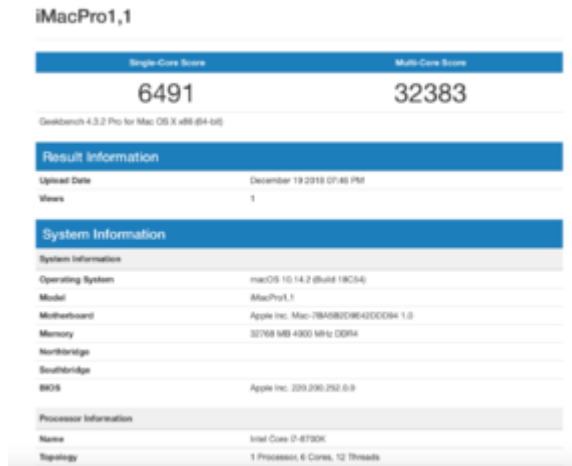 iMacPro1,1
Single-Core Score Multi-Core Score
6491 32383
Geekbench 4.3.2 Pro for Mac OS X x86 (64-bit)
Result Information
Upload Date December 19 2018 07:46 PM
Views 1
System Information
System Information
Operating System macOS 10.14.2 (Build 18C54)
Model iMacPro1,1
Motherboard Apple Inc. 1.0
Memory 32768 MB 4000 MHz DDR4
Northbridge
Southbridge
BIOS Apple Inc. 220.230.252.0.0
Processor Information
Name Intel Core i7-8700K
Topology 1 Processor, 6 Cores, 12 Threads